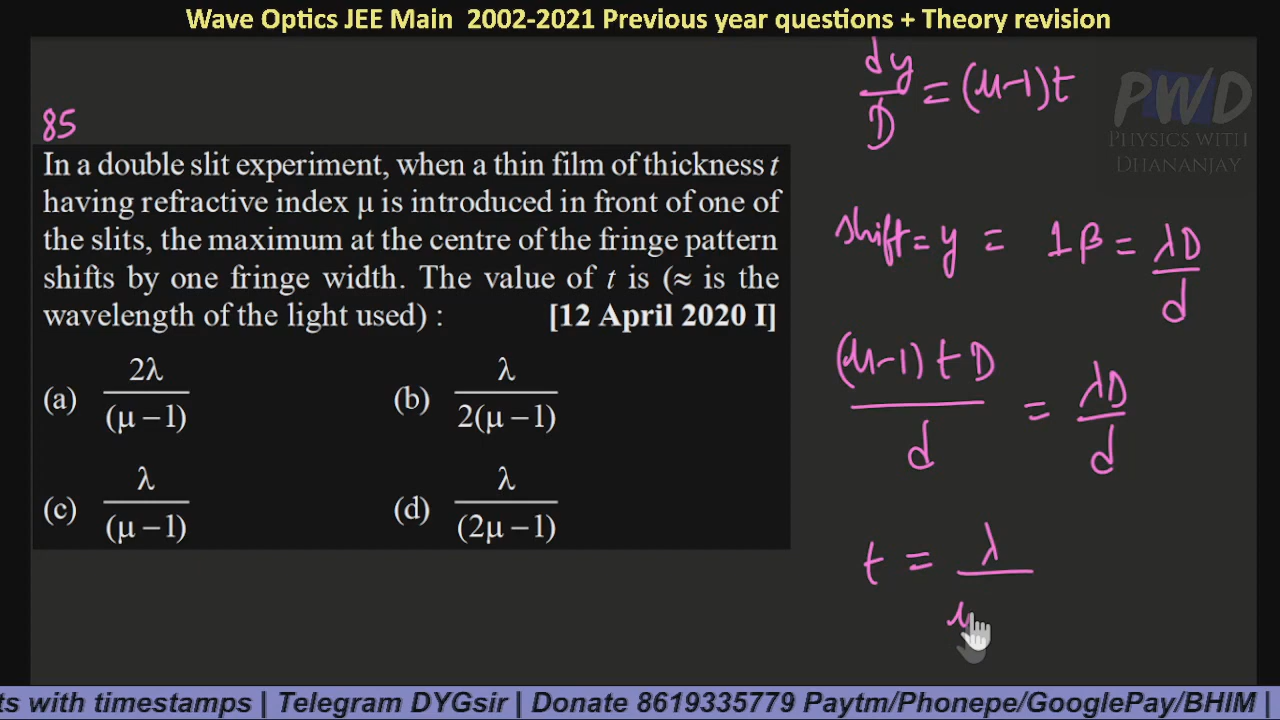 Wave Optics JEE Main 2002-2021 Previous year questions + Theory revision
85
In a double slit experiment, when a thin film of thickness t
having refractive index µ is introduced in front of one of
the slits, the maximum at the centre of the fringe pattern
shifts by one fringe width. The value of t is (≈ is the
wavelength of the light used) : [12 April 2020 I]
(a) 2λ/(µ – 1) (b) λ/2(µ – 1)
(c) λ/(µ – 1) (d) λ/(2µ – 1)
dy/D = (µ-1)t
shift = y = 1β = λD/d
(µ-1)tD/d = λD/d
t = λ/µ
PWD
PHYSICS WITH
DHANANJAY
ts with timestamps | Telegram DYGsir | Donate 8619335779 Paytm/Phonepe/GooglePay/BHIM |